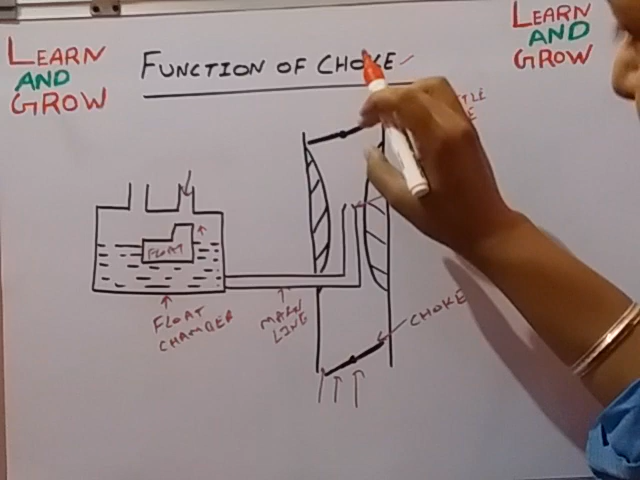 LEARN
AND
GROW
FUNCTION OF CHOKE
LEARN
AND
GROW
FLOAT
FLOAT
CHAMBER
MAIN
LINE
CHOKE